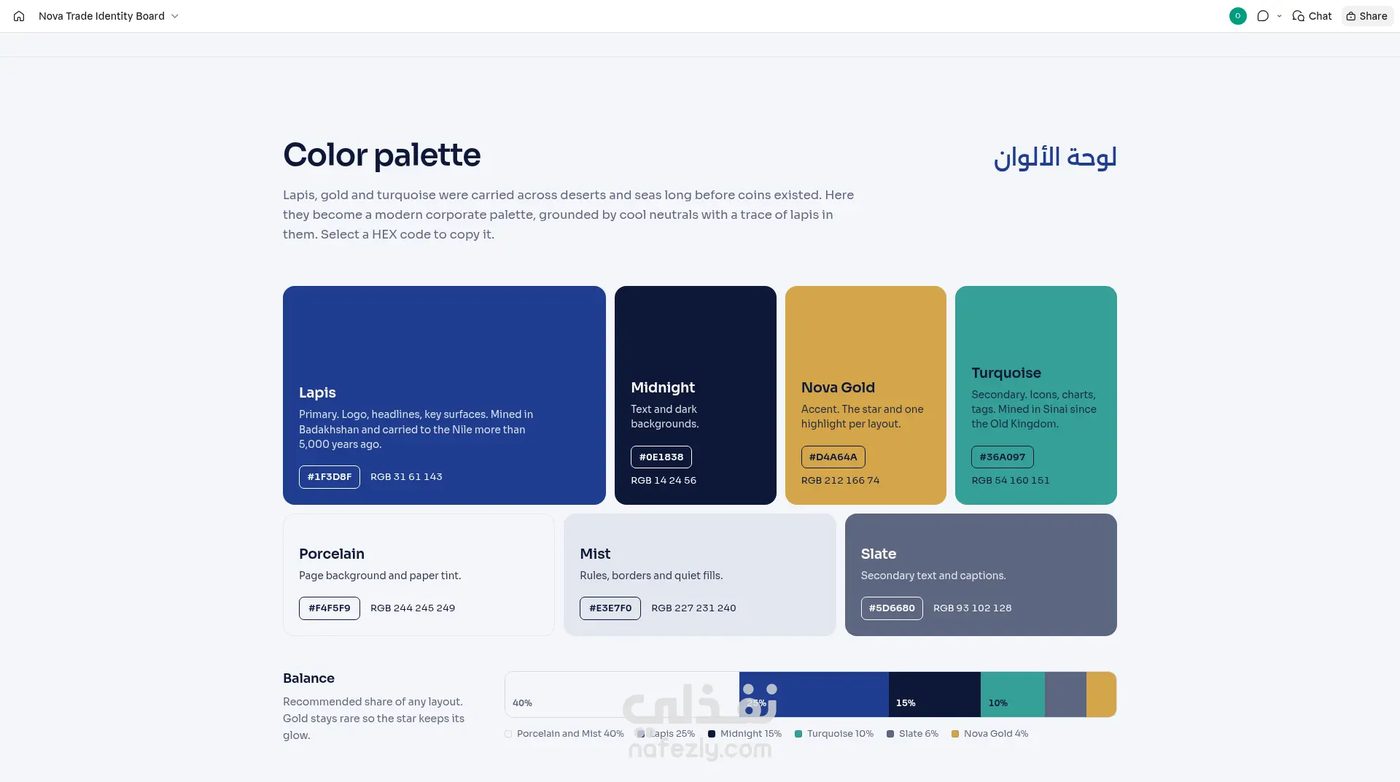 Nova Trade Identity Board
O
Chat
Share
Color palette
لوحة الألوان
Lapis, gold and turquoise were carried across deserts and seas long before coins existed. Here
they become a modern corporate palette, grounded by cool neutrals with a trace of lapis in
them. Select a HEX code to copy it.
Lapis
Primary. Logo, headlines, key surfaces. Mined in
Badakhshan and carried to the Nile more than
5,000 years ago.
#1F3D8F RGB 31 61 143
Midnight
Text and dark
backgrounds.
#0E1838
RGB 14 24 56
Nova Gold
Accent. The star and one
highlight per layout.
#D4A64A
RGB 212 166 74
Turquoise
Secondary. Icons, charts,
tags. Mined in Sinai since
the Old Kingdom.
#36A097
RGB 54 160 151
Porcelain
Page background and paper tint.
#F4F5F9 RGB 244 245 249
Mist
Rules, borders and quiet fills.
#E3E7F0 RGB 227 231 240
Slate
Secondary text and captions.
#5D6680 RGB 93 102 128
Balance
Recommended share of any layout.
Gold stays rare so the star keeps its
glow.
40% 25% 15% 10%
Porcelain and Mist 40% Lapis 25% Midnight 15% Turquoise 10% Slate 6% Nova Gold 4%
نفذلي
nafezly.com